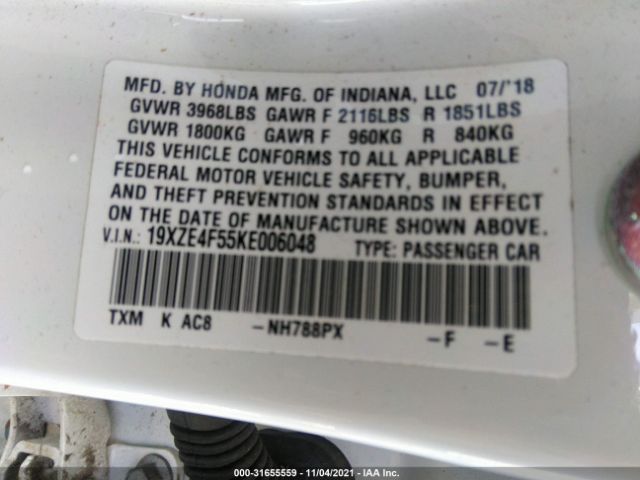 MFD. BY HONDA MFG. OF INDIANA, LLC 07/'18
GVWR 3968LBS GAWR F 2116LBS R 1851LBS
GVWR 1800KG GAWR F 960KG R 840KG
THIS VEHICLE CONFORMS TO ALL APPLICABLE
FEDERAL MOTOR VEHICLE SAFETY, BUMPER,
AND THEFT PREVENTION STANDARDS IN EFFECT
ON THE DATE OF MANUFACTURE SHOWN ABOVE.
V.I.N.: 19XZE4F55KE006048 TYPE: PASSENGER CAR
TXM K AC8 -NH788PX -F -E
000-31655559 - 11/04/2021 - IAA Inc.